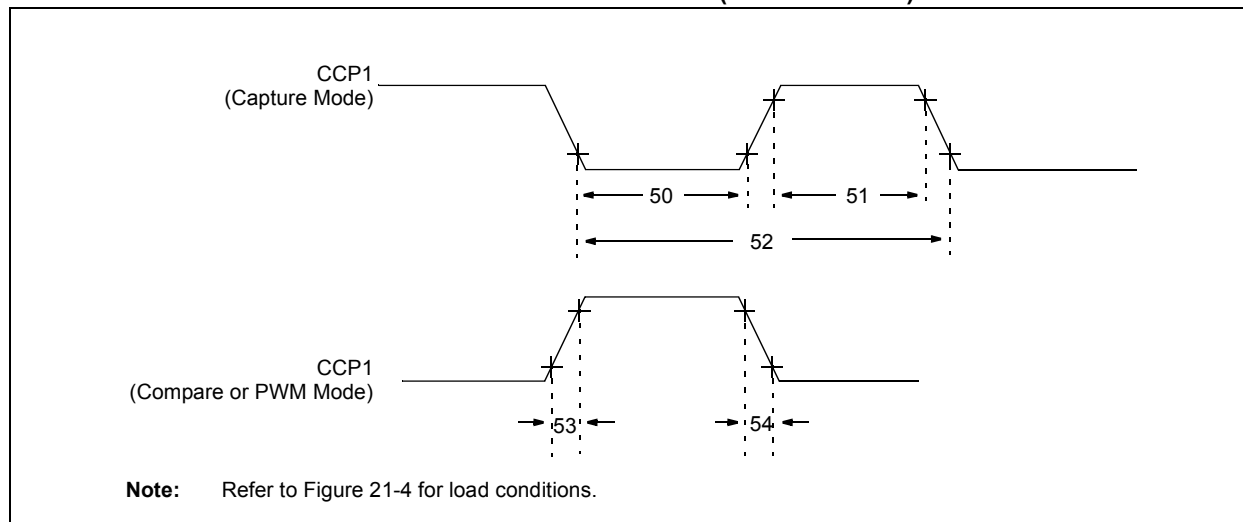 CCP1
(Capture Mode)
50
51
52
CCP1
(Compare or PWM Mode)
53
54
Note: Refer to Figure 21-4 for load conditions.